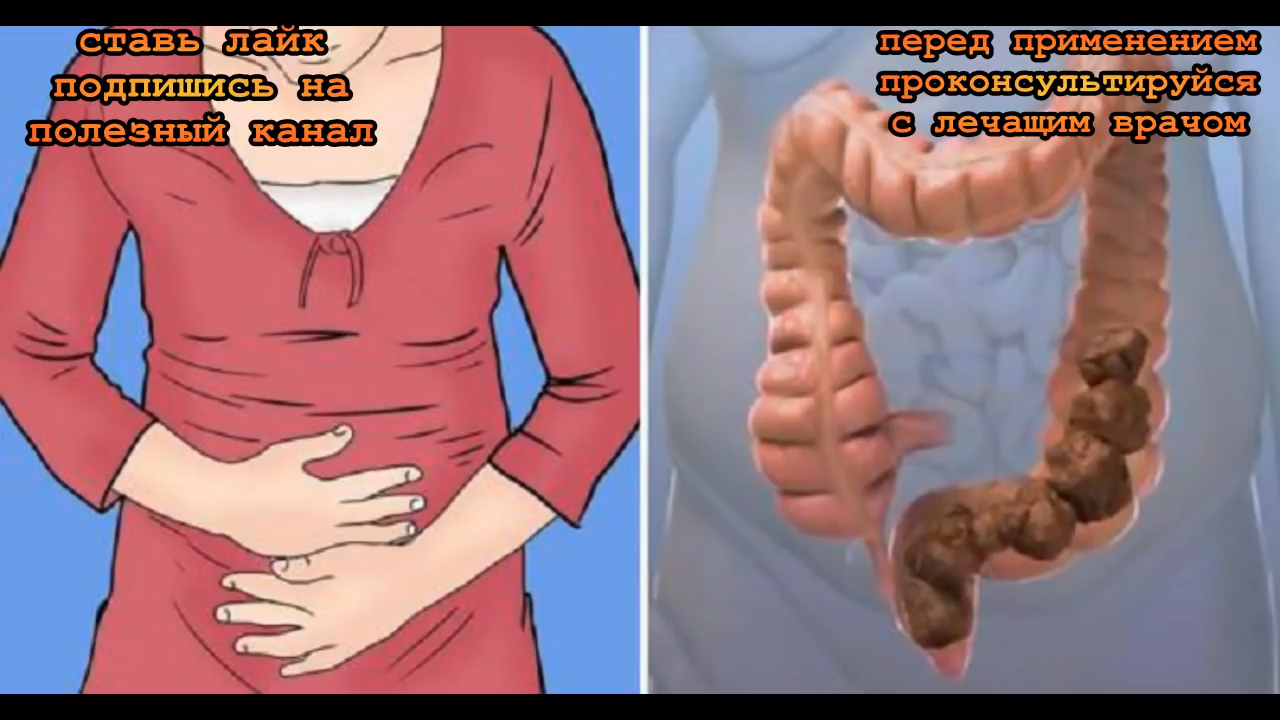 ставь лайк
подпишись на
полезный канал
перед применением
проконсультируйся
с лечащим врачом